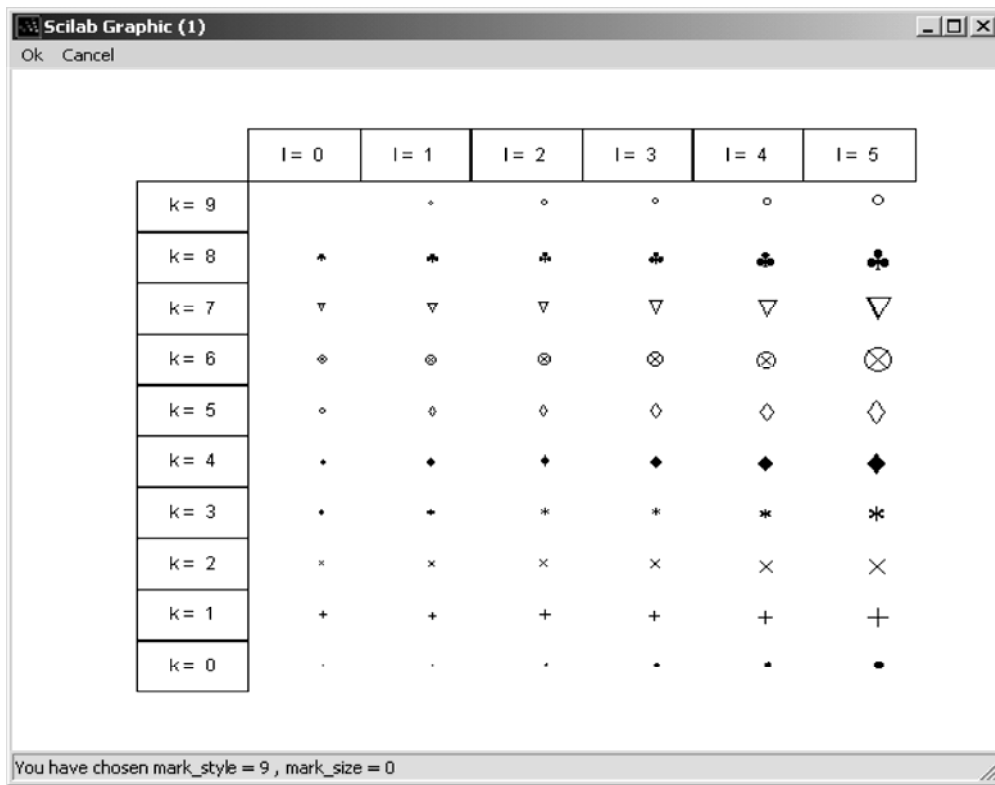 Scilab Graphic (1)
Ok Cancel
l = 0 l = 1 l = 2 l = 3 l = 4 l = 5
k = 9
k = 8
k = 7
k = 6
k = 5
k = 4
k = 3
k = 2
k = 1
k = 0
You have chosen mark_style = 9 , mark_size = 0